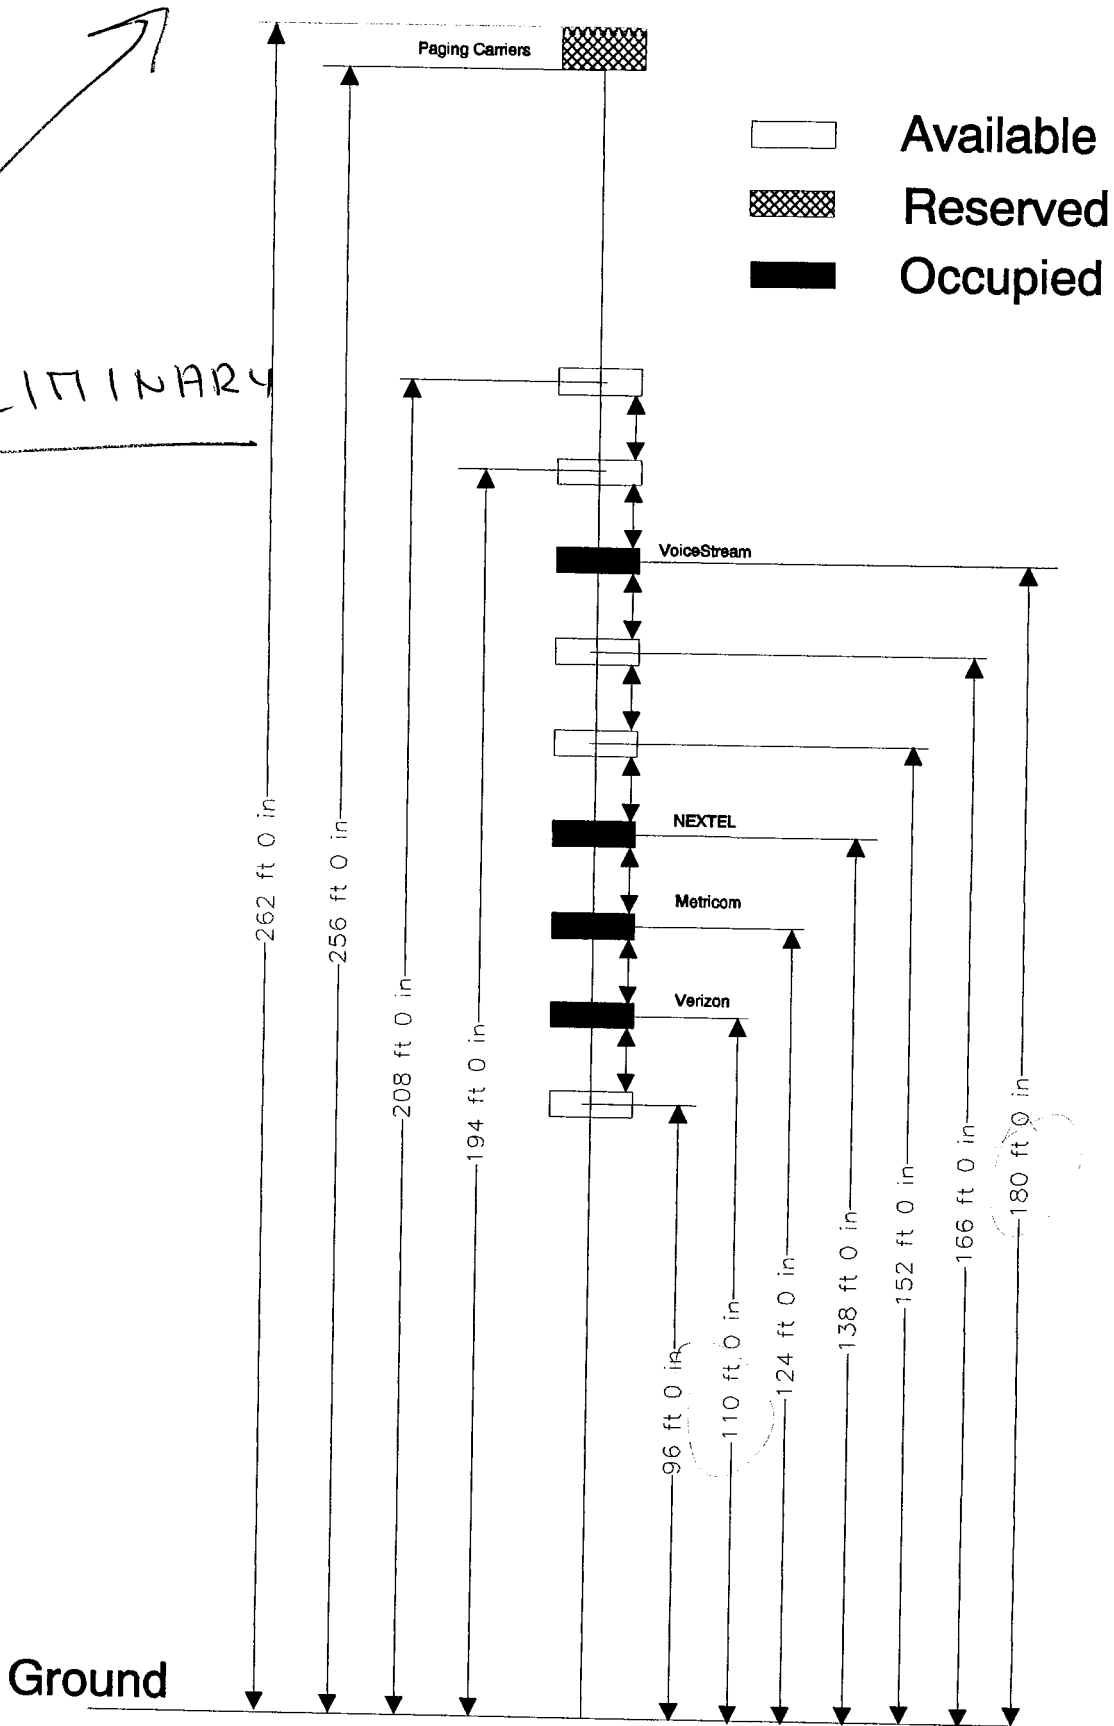 Paging Carriers
Available
Reserved
Occupied
LIMINARY
VoiceStream
NEXTEL
Metricom
Verizon
262 ft 0 in
256 ft 0 in
208 ft 0 in
194 ft 0 in
96 ft 0 in
110 ft 0 in
124 ft 0 in
138 ft 0 in
152 ft 0 in
166 ft 0 in
180 ft 0 in
Ground